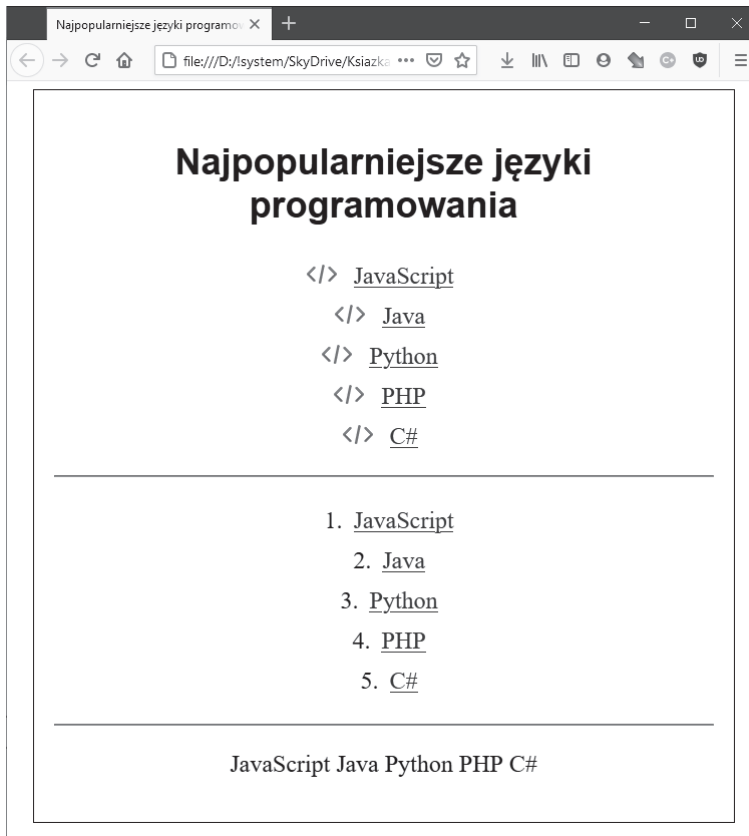 Najpopularniejsze języki programow
file:///D:/!system/SkyDrive/Ksiazka
Najpopularniejsze języki
programowania
</> JavaScript
</> Java
</> Python
</> PHP
</> C#
1. JavaScript
2. Java
3. Python
4. PHP
5. C#
JavaScript Java Python PHP C#